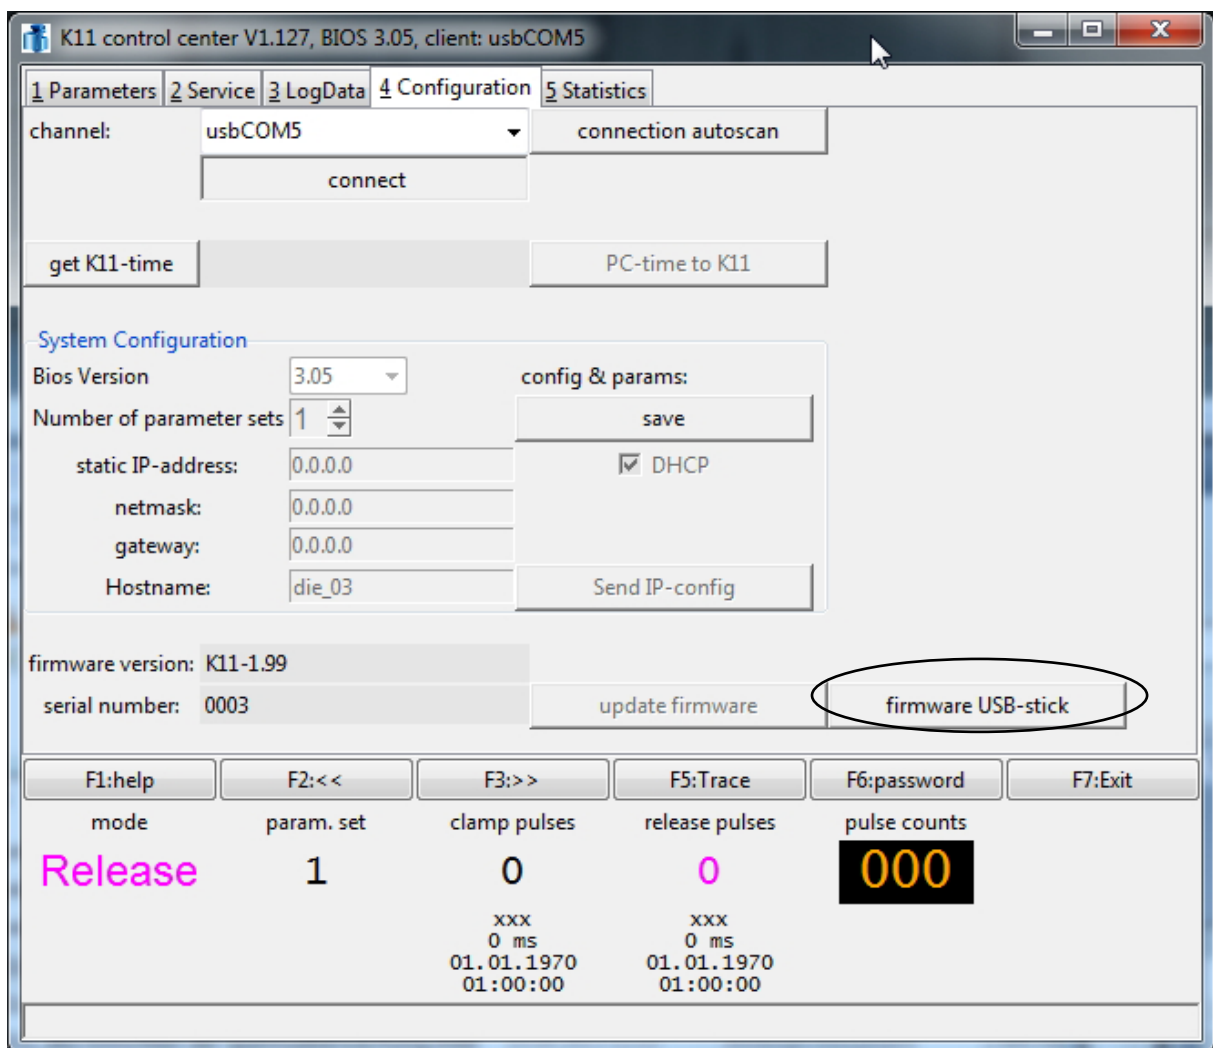 K11 control center V1.127, BIOS 3.05, client: usbCOM5
1 Parameters 2 Service 3 LogData 4 Configuration 5 Statistics
channel: usbCOM5 connection autoscan
connect
get K11-time PC-time to K11
System Configuration
Bios Version 3.05 config & params:
Number of parameter sets 1 save
static IP-address: 0.0.0.0 DHCP
netmask: 0.0.0.0
gateway: 0.0.0.0
Hostname: die_03 Send IP-config
firmware version: K11-1.99
serial number: 0003 update firmware firmware USB-stick
F1:help F2:<< F3:>> F5:Trace F6:password F7:Exit
mode param. set clamp pulses release pulses pulse counts
Release 1 0 0 000
xxx xxx
0 ms 0 ms
01.01.1970 01.01.1970
01:00:00 01:00:00